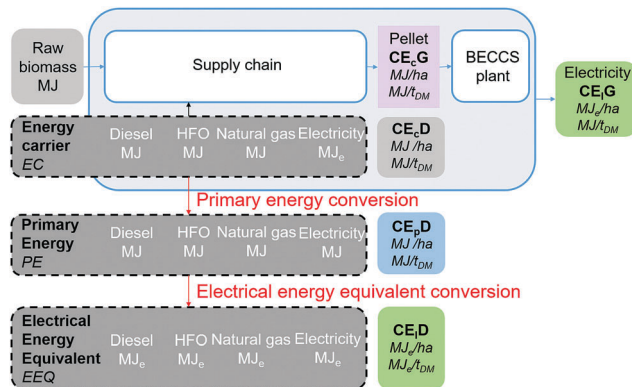 Raw
biomass
MJ
Supply chain
Pellet
CEcG
MJ/ha
MJ/tDM
BECCS
plant
Electricity
CElG
MJe/ha
MJ/tDM
Energy
carrier
EC
Diesel
MJ
HFO
MJ
Natural gas
MJ
Electricity
MJe
CEcD
MJ /ha
MJ/tDM
Primary energy conversion
Primary
Energy
PE
Diesel
MJ
HFO
MJ
Natural gas
MJ
Electricity
MJ
CEpD
MJ /ha
MJ/tDM
Electrical energy equivalent conversion
Electrical
Energy
Equivalent
EEQ
Diesel
MJe
HFO
MJe
Natural gas
MJe
Electricity
MJe
CElD
MJe/ha
MJe/tDM